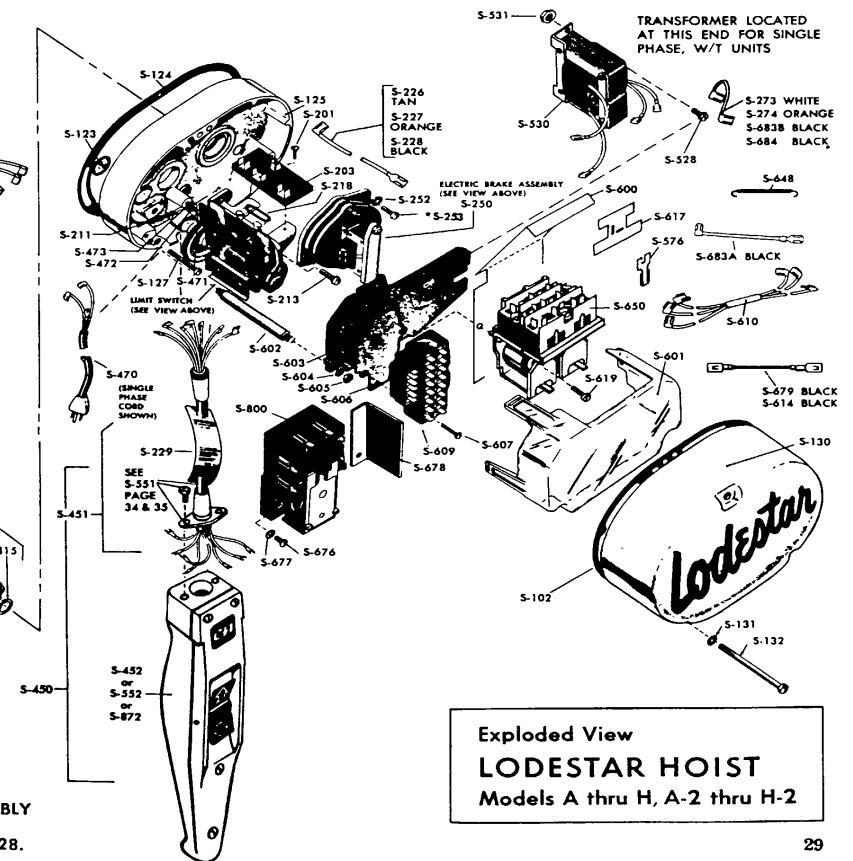 S-531
TRANSFORMER LOCATED
AT THIS END FOR SINGLE
PHASE, W/T UNITS
S-124
S-226
TAN
S-227
ORANGE
S-228
BLACK
S-125
S-201
S-123
S-530
S-273 WHITE
S-274 ORANGE
S-683B BLACK
S-684 BLACK
S-528
S-203
S-218
ELECTRIC BRAKE ASSEMBLY
(SEE VIEW ABOVE)
S-250
S-252
*S-253
S-600
S-648
S-617
S-576
S-683A BLACK
S-211
S-473
S-472
S-127
S-471
S-213
LIMIT SWITCH
(SEE VIEW ABOVE)
S-602
S-650
S-610
S-603
S-604
S-605
S-606
S-601
S-619
S-470
(SINGLE
PHASE
CORD
SHOWN)
S-679 BLACK
S-614 BLACK
S-800
S-607
S-609
S-678
S-130
S-229
SEE
S-551
PAGE
34 & 35
S-451
S-676
S-677
Lodestar
S-102
S-131
S-132
815
CM
S-452
or
S-552
or
S-872
S-450
Exploded View
LODESTAR HOIST
Models A thru H, A-2 thru H-2
BLY
28.
29